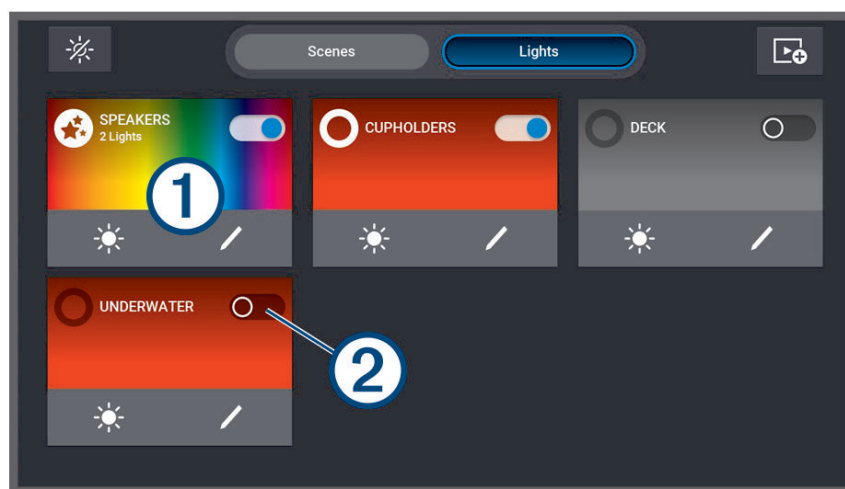 Scenes
Lights
SPEAKERS
2 Lights
CUPHOLDERS
DECK
1
UNDERWATER
2